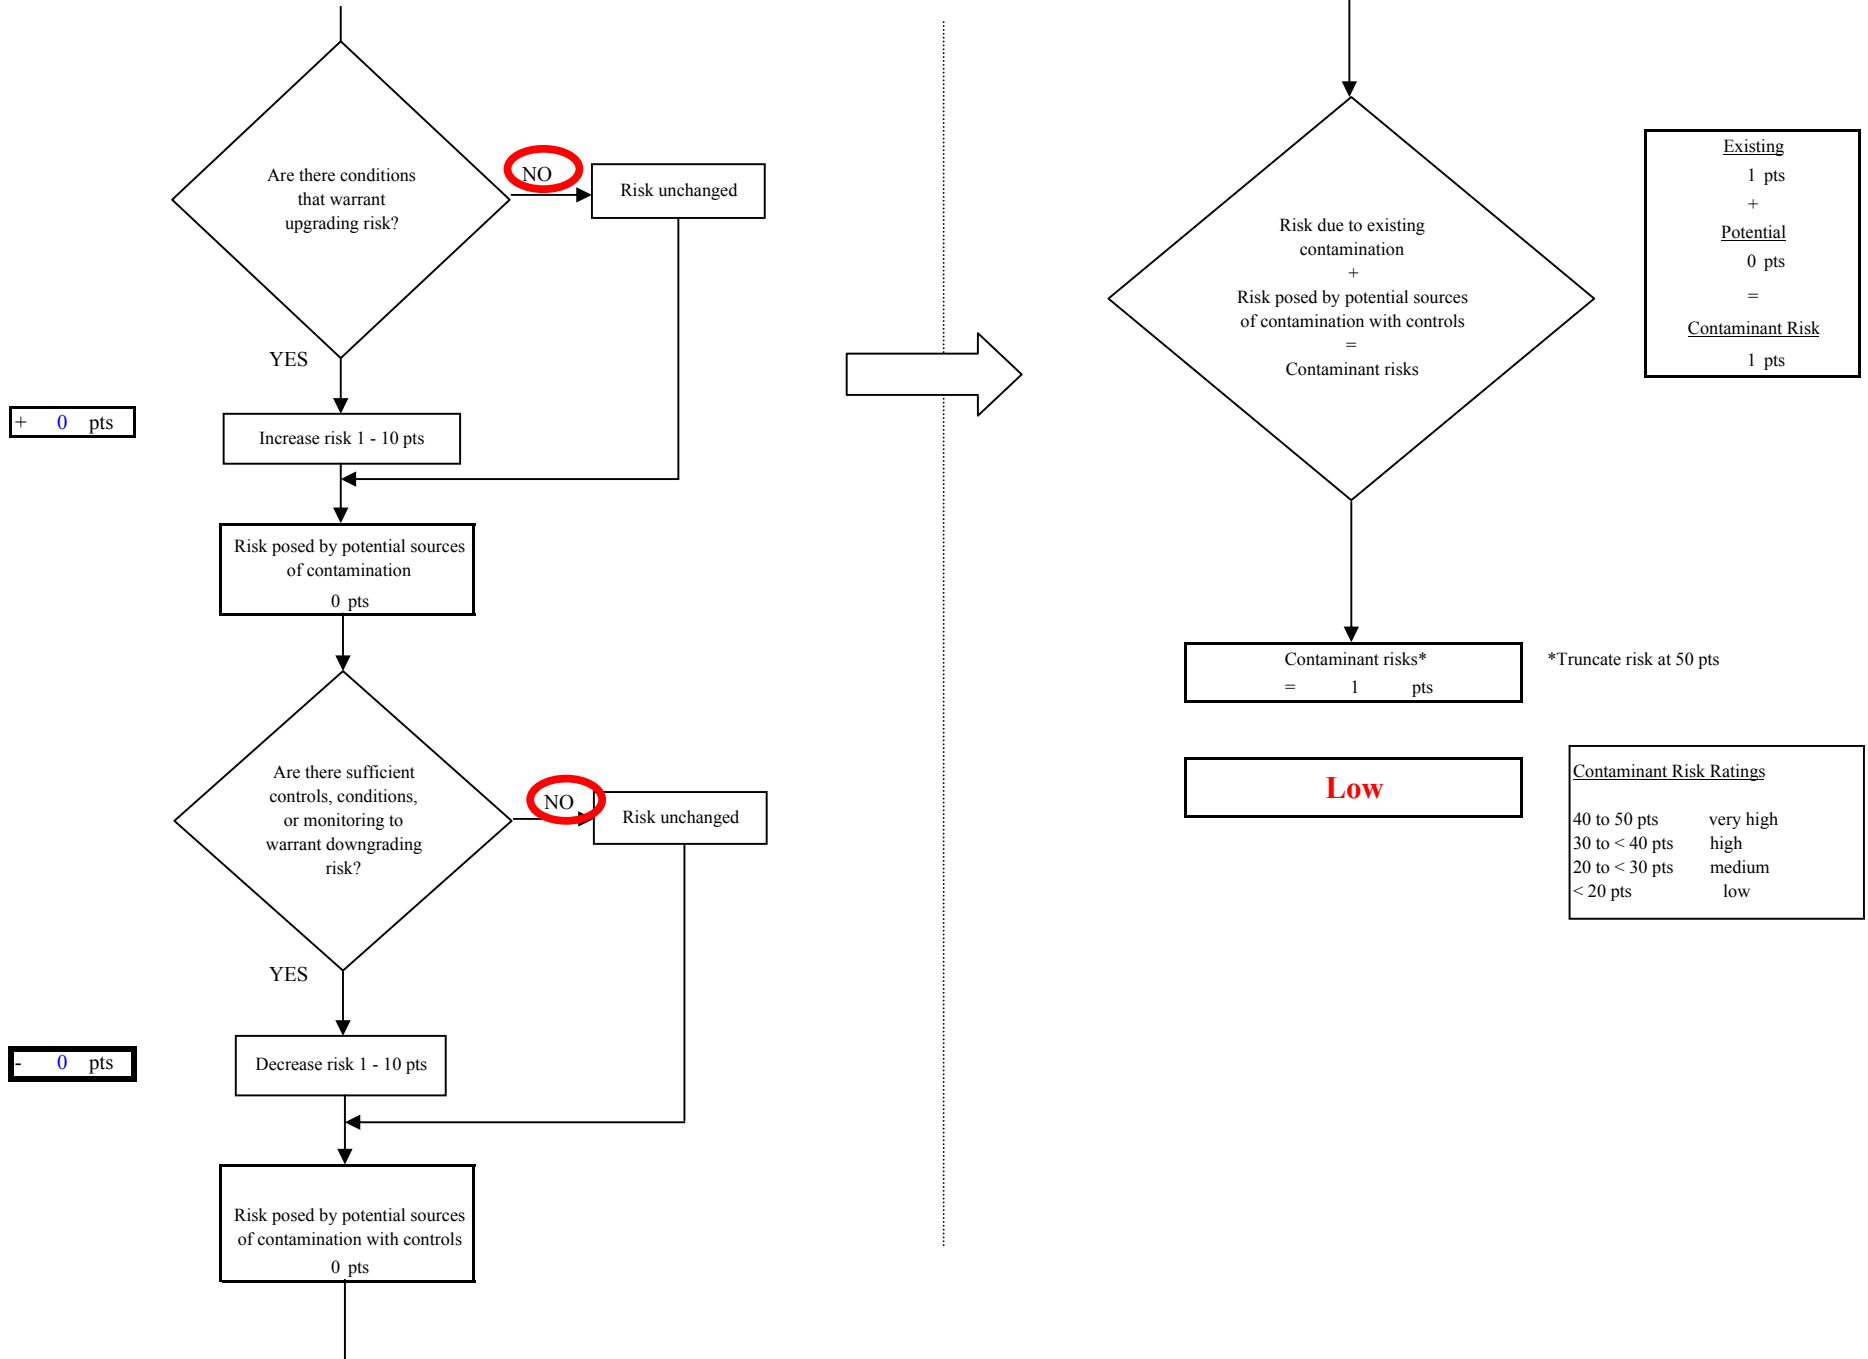 Are there conditions
that warrant
upgrading risk?
NO
Risk unchanged
YES
+ 0 pts
Increase risk 1 - 10 pts
Risk posed by potential sources
of contamination
0 pts
Are there sufficient
controls, conditions,
or monitoring to
warrant downgrading
risk?
NO
Risk unchanged
YES
- 0 pts
Decrease risk 1 - 10 pts
Risk posed by potential sources
of contamination with controls
0 pts
Risk due to existing
contamination
+
Risk posed by potential sources
of contamination with controls
=
Contaminant risks
Existing
1 pts
+
Potential
0 pts
=
Contaminant Risk
1 pts
Contaminant risks*
= 1 pts
*Truncate risk at 50 pts
Low
Contaminant Risk Ratings
40 to 50 pts very high
30 to < 40 pts high
20 to < 30 pts medium
< 20 pts low